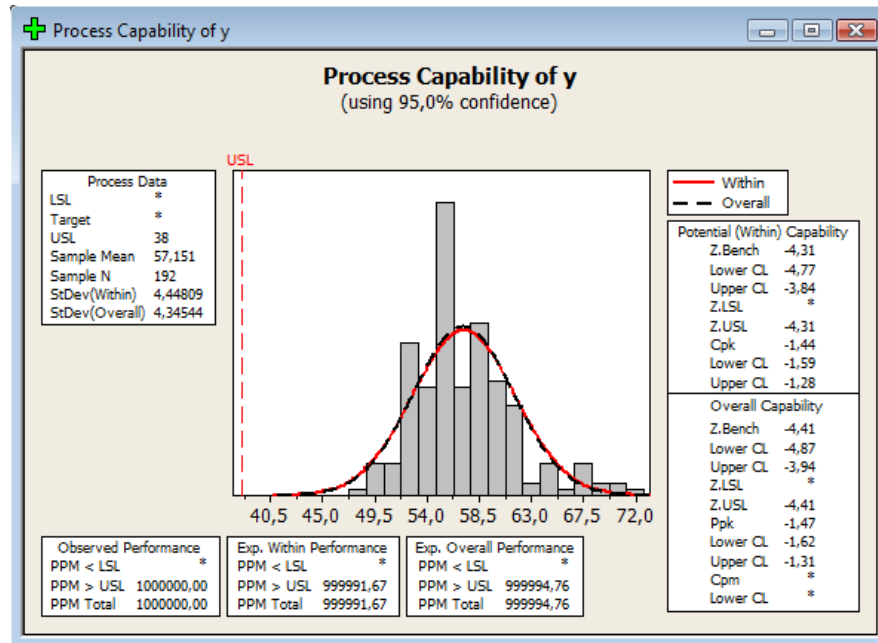 Process Capability of y
Process Capability of y
(using 95,0% confidence)
USL
Process Data
LSL *
Target *
USL 38
Sample Mean 57,151
Sample N 192
StDev(Within) 4,44809
StDev(Overall) 4,34544
Within
Overall
Potential (Within) Capability
Z.Bench -4,31
Lower CL -4,77
Upper CL -3,84
Z.LSL *
Z.USL -4,31
Cpk -1,44
Lower CL -1,59
Upper CL -1,28
Overall Capability
Z.Bench -4,41
Lower CL -4,87
Upper CL -3,94
Z.LSL *
Z.USL -4,41
Ppk -1,47
Lower CL -1,62
Upper CL -1,31
Cpm *
Lower CL *
40,5 45,0 49,5 54,0 58,5 63,0 67,5 72,0
Observed Performance
PPM < LSL *
PPM > USL 1000000,00
PPM Total 1000000,00
Exp. Within Performance
PPM < LSL *
PPM > USL 999991,67
PPM Total 999991,67
Exp. Overall Performance
PPM < LSL *
PPM > USL 999994,76
PPM Total 999994,76